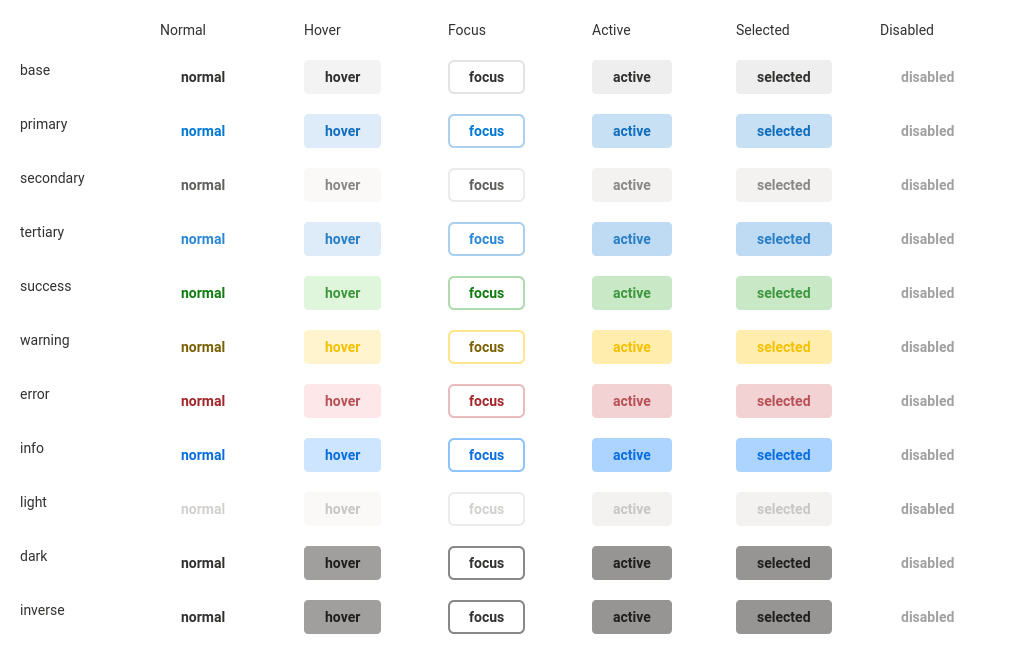 Normal Hover Focus Active Selected Disabled
base normal hover focus active selected disabled
primary normal hover focus active selected disabled
secondary normal hover focus active selected disabled
tertiary normal hover focus active selected disabled
success normal hover focus active selected disabled
warning normal hover focus active selected disabled
error normal hover focus active selected disabled
info normal hover focus active selected disabled
light normal hover focus active selected disabled
dark normal hover focus active selected disabled
inverse normal hover focus active selected disabled